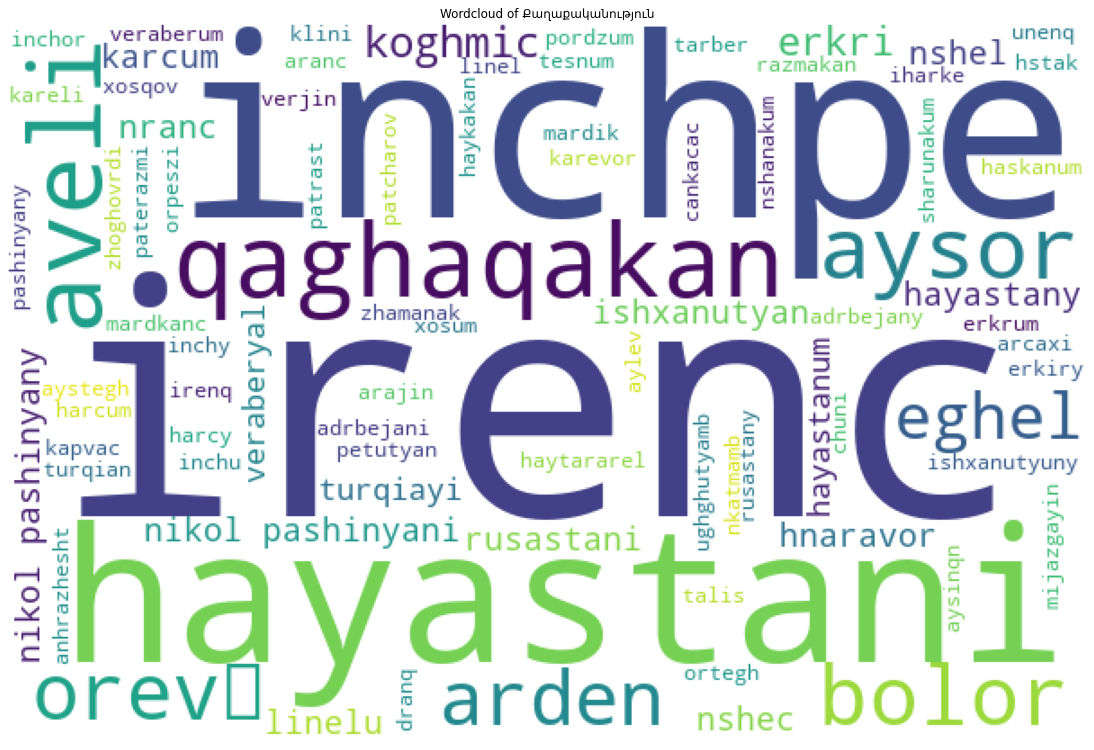 Wordcloud of Քաղաքականություն
inchor
veraberum
klini
koghmic
pordzum
tarber
erkri
nshel
unenq
karcum
aranc
linel
tesnum
razmakan
iharke
hstak
kareli
xosqov
verjin
inchpe
aveli
nranc
haykakan
mardik
karevor
cankacac
nshanakum
sharunakum
haskanum
zhoghovrdi
paterazmi
orpeszi
patrast
patcharov
pashinyany
qaghaqakan
aysor
hayastany
mardkanc
zhamanak
xosum
ishxanutyan
adrbejany
erkrum
veraberyal
inchy
irenc
aylev
arcaxi
erkiry
aystegh
harcum
irenq
arajin
hayastanum
chuni
eghel
nikol pashinyany
kapvac
turqian
harcy
inchu
adrbejani
petutyan
haytararel
ughghutyamb
nkatmamb
rusastany
ishxanutyuny
turqiayi
nikol pashinyani
rusastani
hnaravor
anhrazhesht
hayastani
talis
aysinqn
mijazgayin
orev
linelu
dranq
arden
ortegh
nshec
bolor